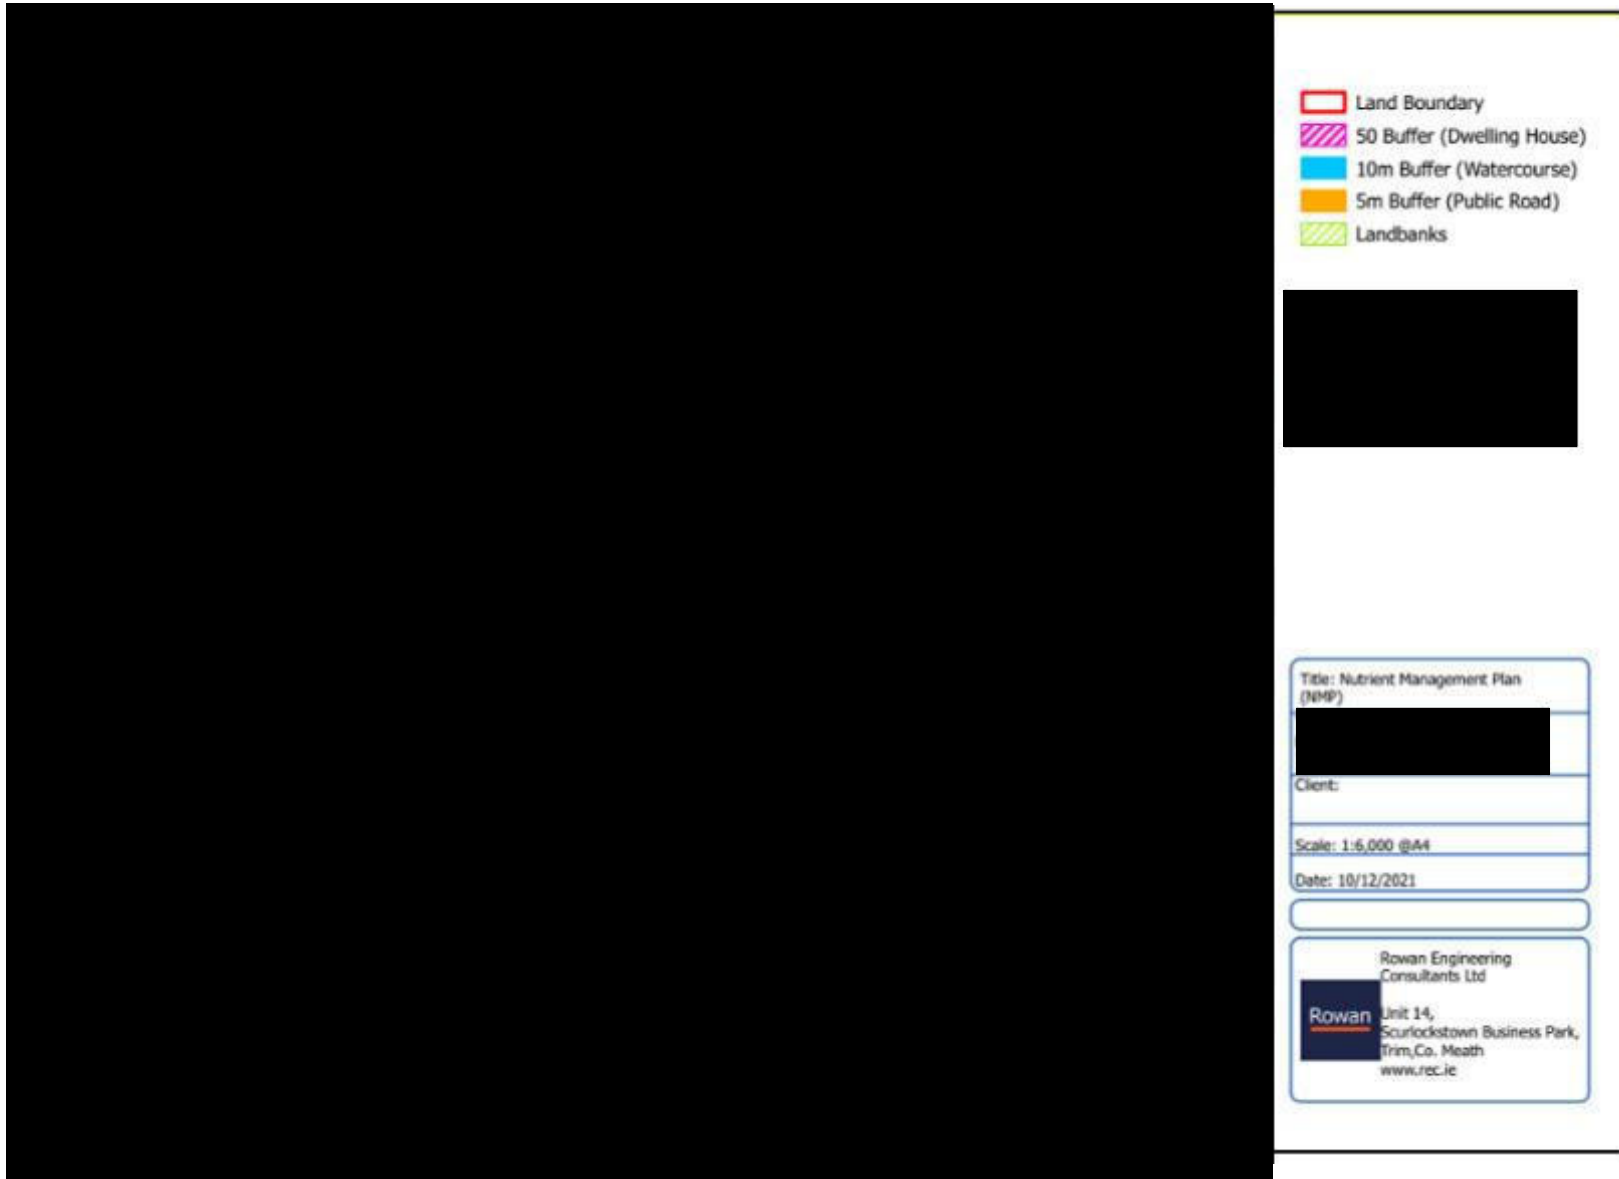 Land Boundary
50 Buffer (Dwelling House)
10m Buffer (Watercourse)
5m Buffer (Public Road)
Landbanks
Title: Nutrient Management Plan
(NMP)
Client:
Scale: 1:6,000 @A4
Date: 10/12/2021
Rowan Engineering
Consultants Ltd
Rowan
Unit 14,
Scurlockstown Business Park,
Trim,Co. Meath
www.rec.ie